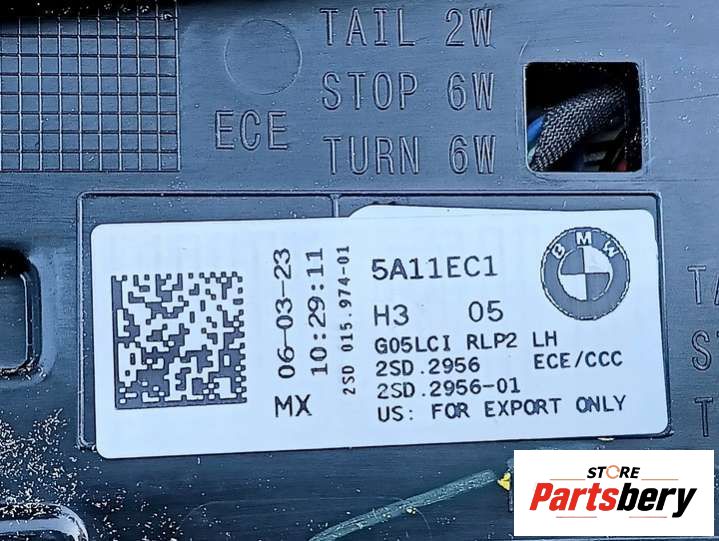 TAIL 2W
STOP 6W
ECE
TURN 6W
5A11EC1
BMW
H3 05
G05LCI RLP2 LH
2SD.2956 ECE/CCC
2SD.2956-01
US: FOR EXPORT ONLY
06-03-23
10:29:11
2SD 015.974-01
MX
TA
ST
T
STORE
Partsbery